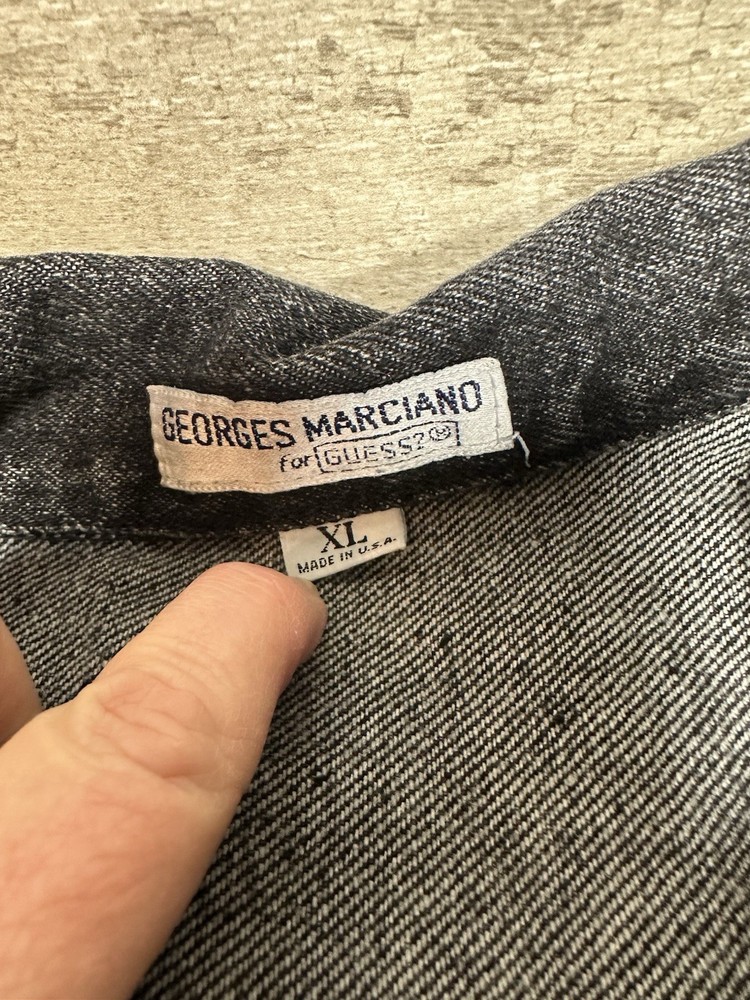 GEORGES MARCIANO
for GUESS?®
XL
MADE IN U.S.A.